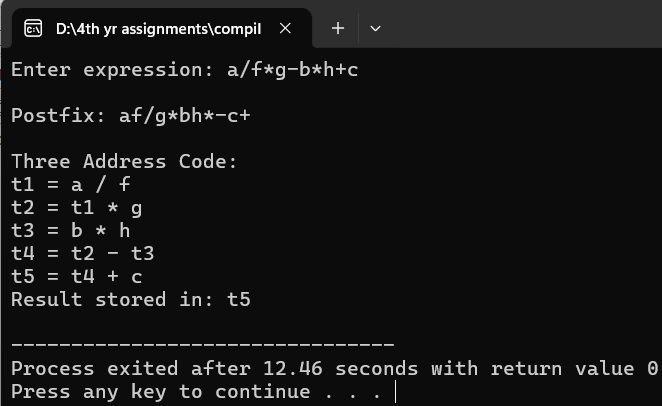 D:\4th yr assignments\compil
Enter expression: a/f*g-b*h+c
Postfix: af/g*bh*-c+
Three Address Code:
t1 = a / f
t2 = t1 * g
t3 = b * h
t4 = t2 - t3
t5 = t4 + c
Result stored in: t5
--------------------------------
Process exited after 12.46 seconds with return value 0
Press any key to continue . . .